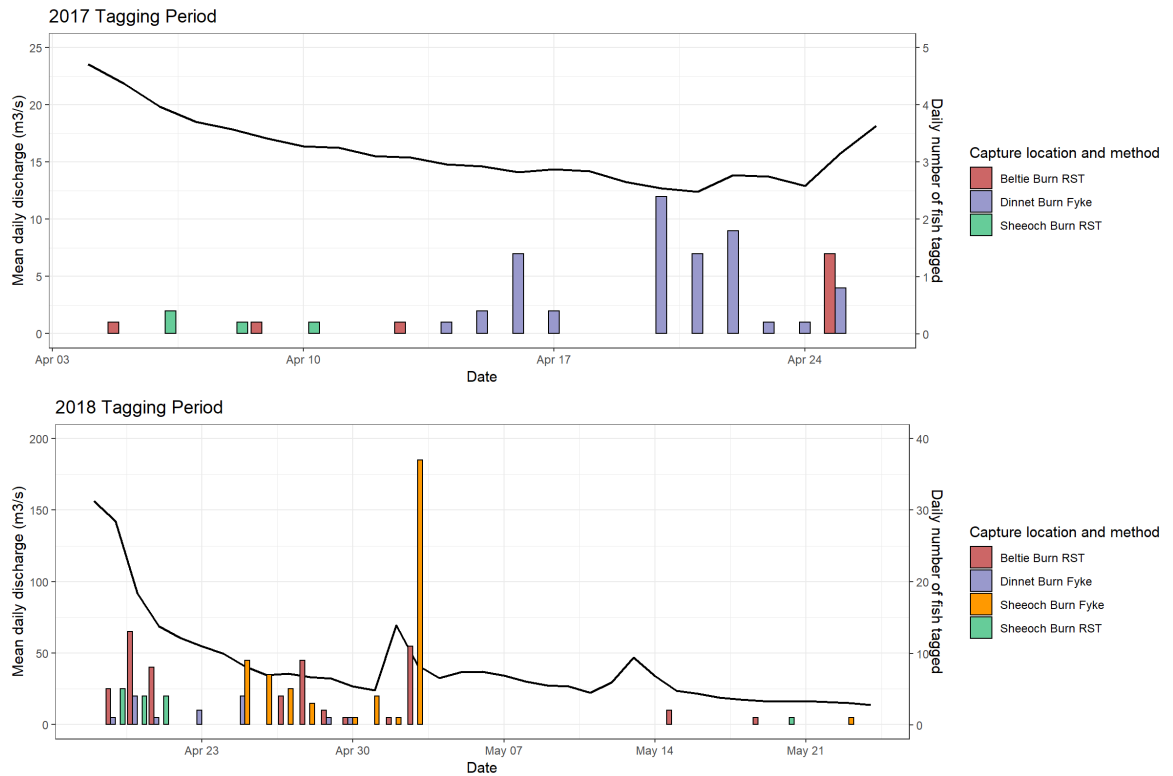 2017 Tagging Period
25
20
15
10
5
0
Mean daily discharge (m3/s)
5
4
3
2
1
0
Daily number of fish tagged
Apr 03
Apr 10
Apr 17
Apr 24
Date
Capture location and method
Beltie Burn RST
Dinnet Burn Fyke
Sheeoch Burn RST
2018 Tagging Period
200
150
100
50
0
Mean daily discharge (m3/s)
40
30
20
10
0
Daily number of fish tagged
Apr 23
Apr 30
May 07
May 14
May 21
Date
Capture location and method
Beltie Burn RST
Dinnet Burn Fyke
Sheeoch Burn Fyke
Sheeoch Burn RST